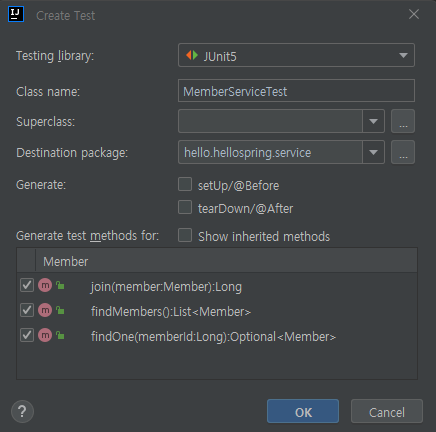 Create Test
Testing library: JUnit5
Class name: MemberServiceTest
Superclass: ...
Destination package: hello.hellospring.service ...
Generate: setUp/@Before
tearDown/@After
Generate test methods for: Show inherited methods
Member
m join(member:Member):Long
m findMembers():List<Member>
m findOne(memberId:Long):Optional<Member>
? OK Cancel